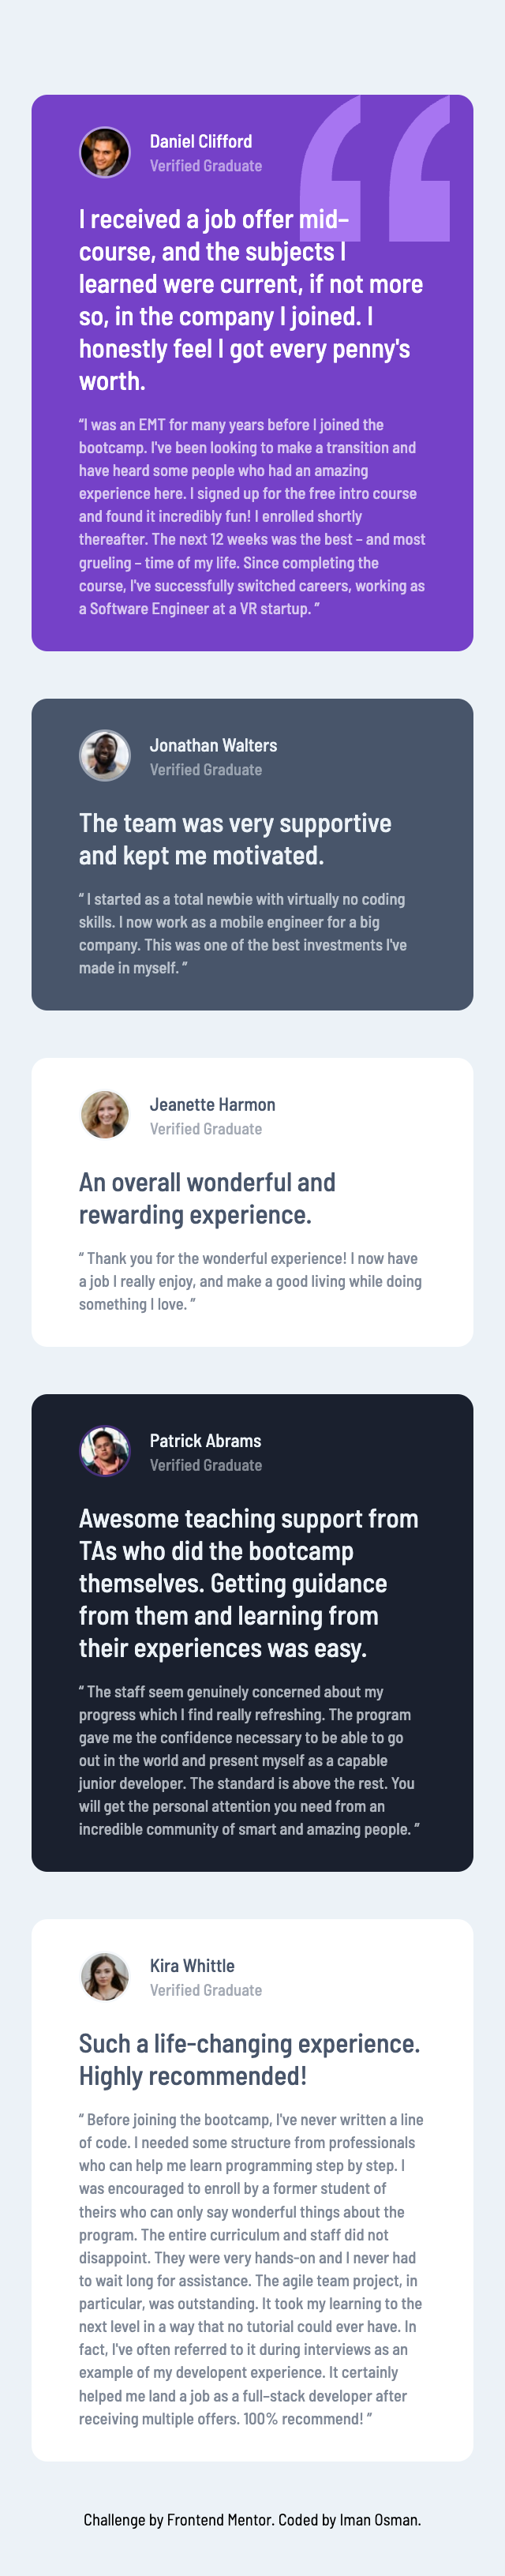 Daniel Clifford
Verified Graduate
I received a job offer mid–
course, and the subjects I
learned were current, if not more
so, in the company I joined. I
honestly feel I got every penny's
worth.
“I was an EMT for many years before I joined the
bootcamp. I've been looking to make a transition and
have heard some people who had an amazing
experience here. I signed up for the free intro course
and found it incredibly fun! I enrolled shortly
thereafter. The next 12 weeks was the best – and most
grueling – time of my life. Since completing the
course, I've successfully switched careers, working as
a Software Engineer at a VR startup. ”
Jonathan Walters
Verified Graduate
The team was very supportive
and kept me motivated.
“ I started as a total newbie with virtually no coding
skills. I now work as a mobile engineer for a big
company. This was one of the best investments I've
made in myself. ”
Jeanette Harmon
Verified Graduate
An overall wonderful and
rewarding experience.
“ Thank you for the wonderful experience! I now have
a job I really enjoy, and make a good living while doing
something I love. ”
Patrick Abrams
Verified Graduate
Awesome teaching support from
TAs who did the bootcamp
themselves. Getting guidance
from them and learning from
their experiences was easy.
“ The staff seem genuinely concerned about my
progress which I find really refreshing. The program
gave me the confidence necessary to be able to go
out in the world and present myself as a capable
junior developer. The standard is above the rest. You
will get the personal attention you need from an
incredible community of smart and amazing people. ”
Kira Whittle
Verified Graduate
Such a life-changing experience.
Highly recommended!
“ Before joining the bootcamp, I've never written a line
of code. I needed some structure from professionals
who can help me learn programming step by step. I
was encouraged to enroll by a former student of
theirs who can only say wonderful things about the
program. The entire curriculum and staff did not
disappoint. They were very hands-on and I never had
to wait long for assistance. The agile team project, in
particular, was outstanding. It took my learning to the
next level in a way that no tutorial could ever have. In
fact, I've often referred to it during interviews as an
example of my developent experience. It certainly
helped me land a job as a full-stack developer after
receiving multiple offers. 100% recommend! ”
Challenge by Frontend Mentor. Coded by Iman Osman.